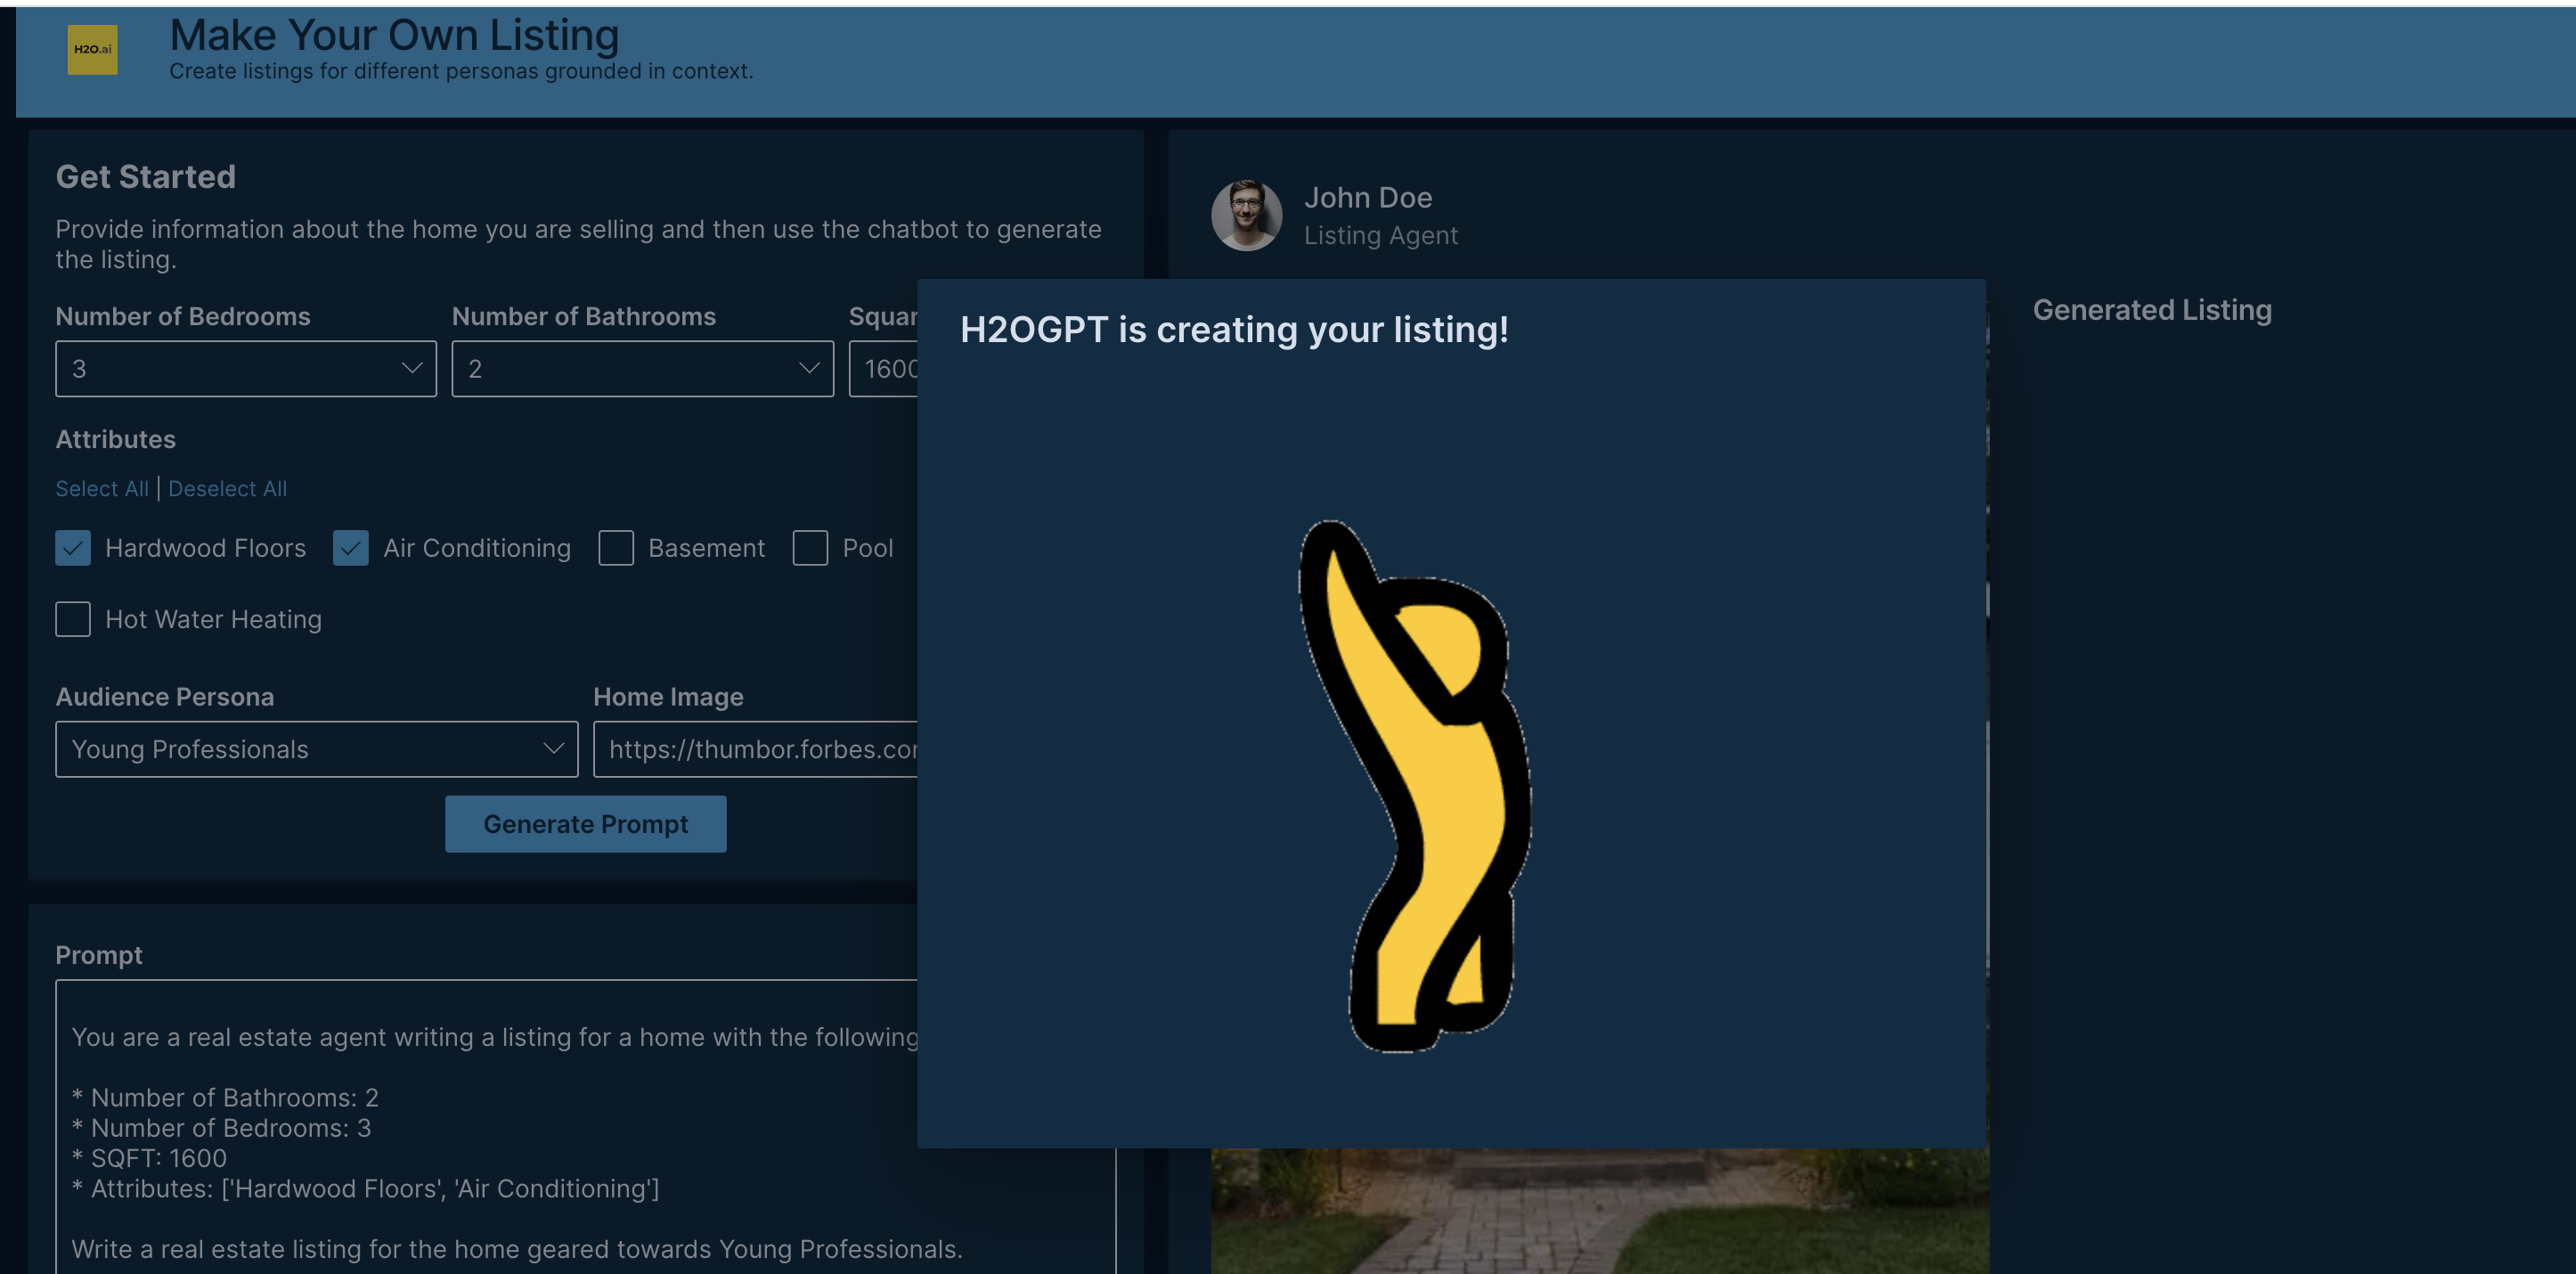 H2O.ai
Make Your Own Listing
Create listings for different personas grounded in context.
Get Started
Provide information about the home you are selling and then use the chatbot to generate
the listing.
Number of Bedrooms
Number of Bathrooms
3
2
1600
Attributes
Select All | Deselect All
Hardwood Floors
Air Conditioning
Basement
Pool
Hot Water Heating
Audience Persona
Home Image
Young Professionals
https://thumbor.forbes.co
Generate Prompt
Prompt
You are a real estate agent writing a listing for a home with the following
* Number of Bathrooms: 2
* Number of Bedrooms: 3
* SQFT: 1600
* Attributes: ['Hardwood Floors', 'Air Conditioning']
Write a real estate listing for the home geared towards Young Professionals.
John Doe
Listing Agent
H2OGPT is creating your listing!
Generated Listing